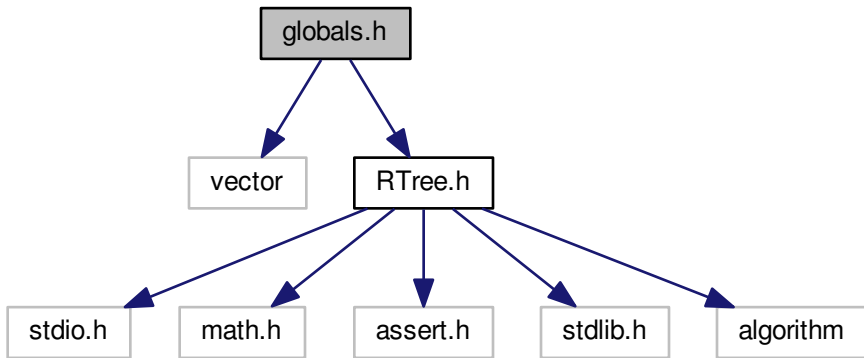 globals.h
vector
RTree.h
stdio.h
math.h
assert.h
stdlib.h
algorithm